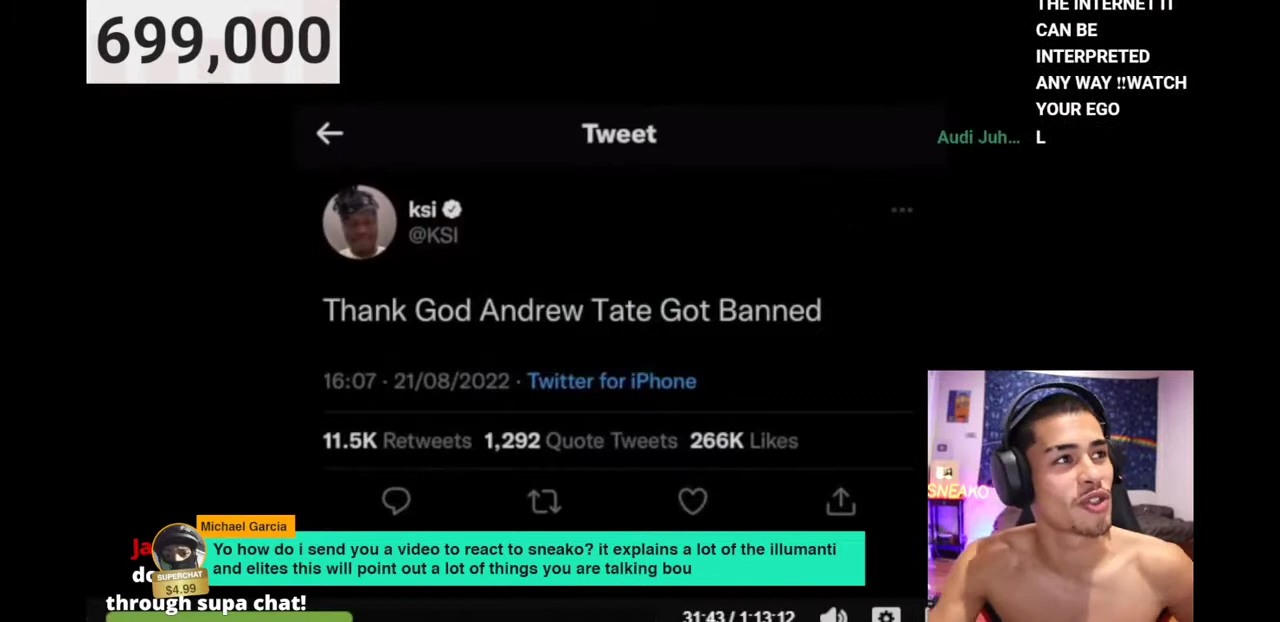 699,000
THE INTERNET IT
CAN BE
INTERPRETED
ANY WAY ‼WATCH
YOUR EGO
Audi Juh... L
Tweet
ksi
@KSI
Thank God Andrew Tate Got Banned
16:07 · 21/08/2022 · Twitter for iPhone
11.5K Retweets 1,292 Quote Tweets 266K Likes
SNEAKO
Michael Garcia
Yo how do i send you a video to react to sneako? it explains a lot of the illumanti
and elites this will point out a lot of things you are talking bou
SUPERCHAT
$4.99
through supa chat!
31:43 / 1:13:12